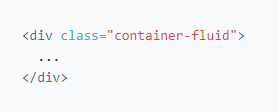 <div class="container-fluid">
  ...
</div>